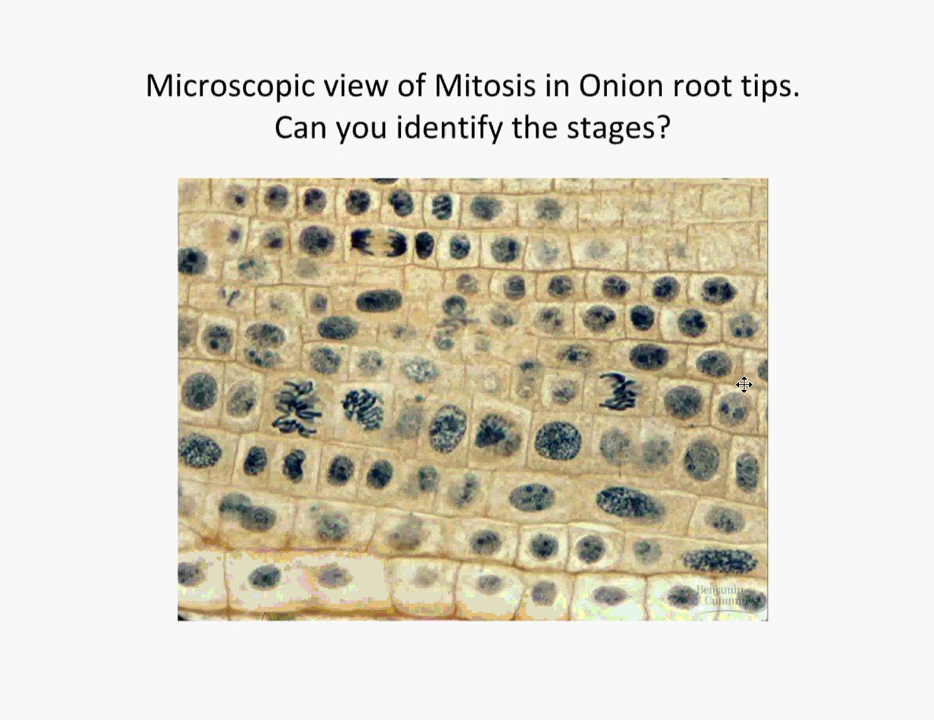 Microscopic view of Mitosis in Onion root tips.
Can you identify the stages?
Benjamin
Cummings